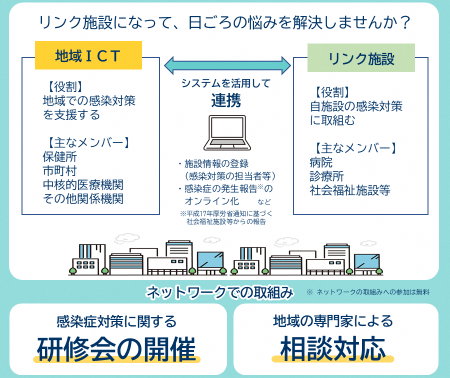 リンク施設になって、日ごろの悩みを解決しませんか？
地域ＩＣＴ
【役割】
地域での感染対策
を支援する
【主なメンバー】
保健所
市町村
中核的医療機関
その他関係機関
システムを活用して
連携
・施設情報の登録
（感染対策の担当者等）
・感染症の発生報告※の
オンライン化　など
※平成17年厚労省通知に基づく
社会福祉施設等からの報告
リンク施設
【役割】
自施設の感染対策
に取組む
【主なメンバー】
病院
診療所
社会福祉施設等
ネットワークでの取組み
※ ネットワークの取組みへの参加は無料
感染症対策に関する
研修会の開催
地域の専門家による
相談対応